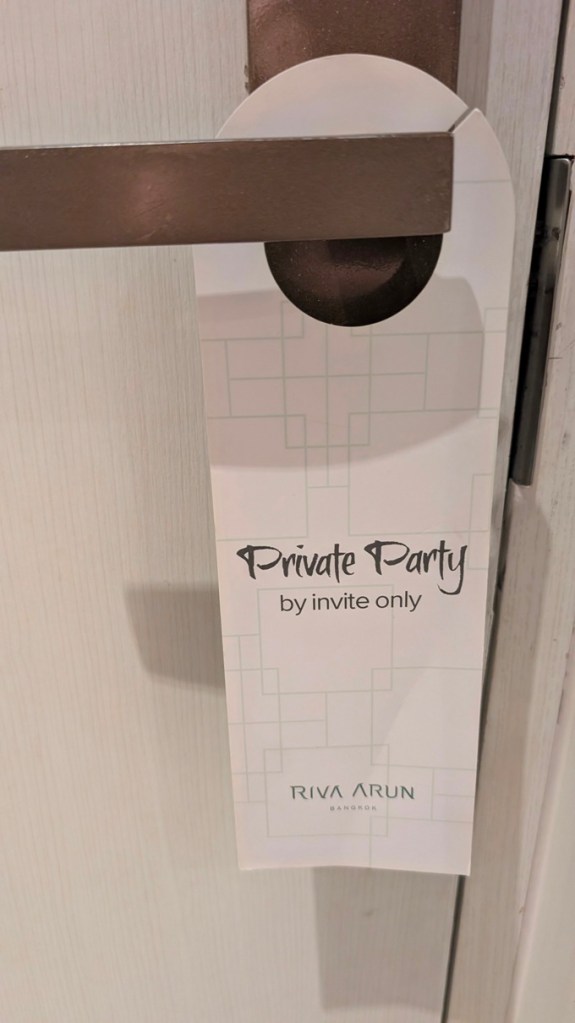 Private Party
by invite only
RIVA ARUN
BANGKOK